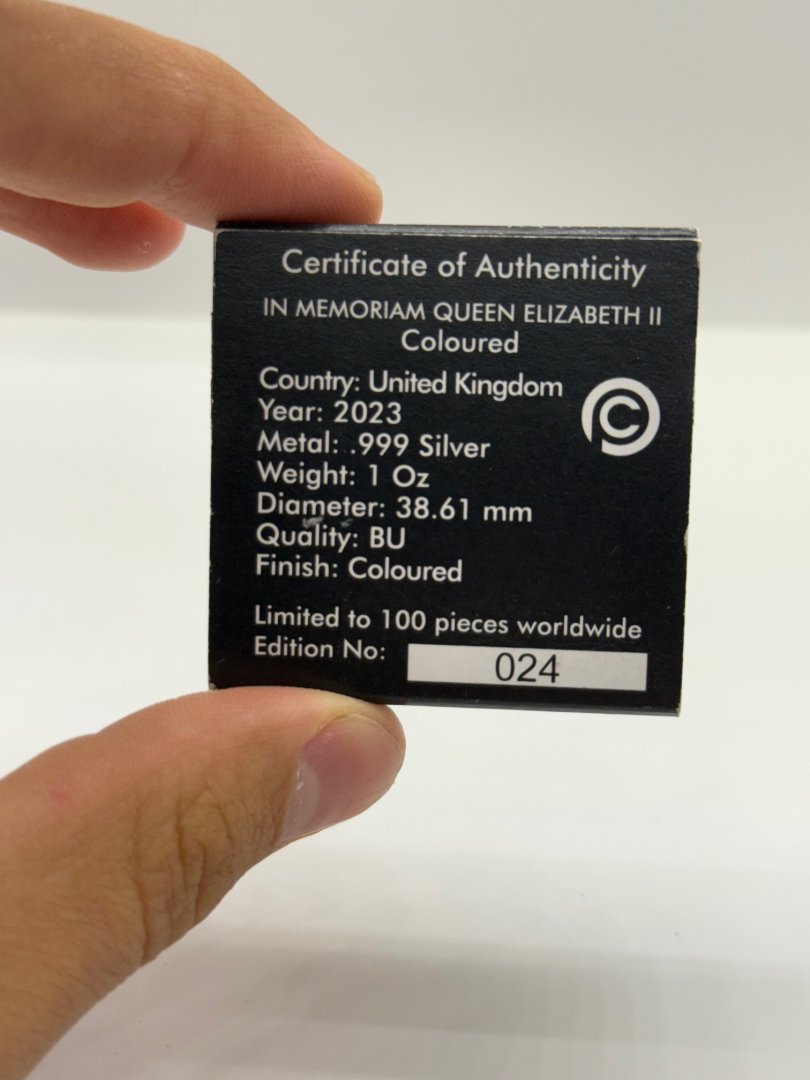 Certificate of Authenticity
IN MEMORIAM QUEEN ELIZABETH II
Coloured
Country: United Kingdom
Year: 2023
Metal: .999 Silver
Weight: 1 Oz
Diameter: 38.61 mm
Quality: BU
Finish: Coloured
Limited to 100 pieces worldwide
Edition No: 024